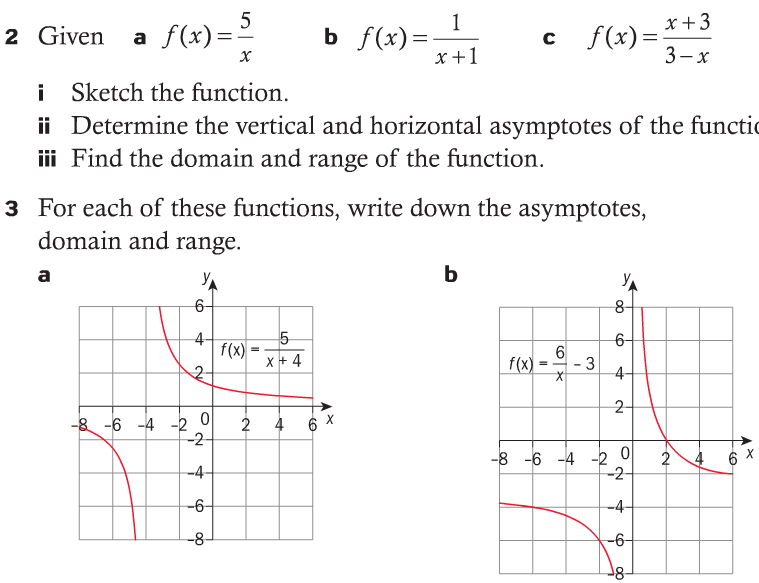 2 Given a f(x) = 5/x b f(x) = 1/(x+1) c f(x) = (x+3)/(3−x)
i Sketch the function.
ii Determine the vertical and horizontal asymptotes of the functio
iii Find the domain and range of the function.
3 For each of these functions, write down the asymptotes,
domain and range.
a b
y y
6 8
4 6
f(x) = 5/(x + 4) f(x) = 6/x - 3
2 4
2
-8 -6 -4 -2 0 2 4 6 x
-8 -6 -4 -2 0 2 4 6 x
-2 -2
-4 -4
-6 -6
-8 -8